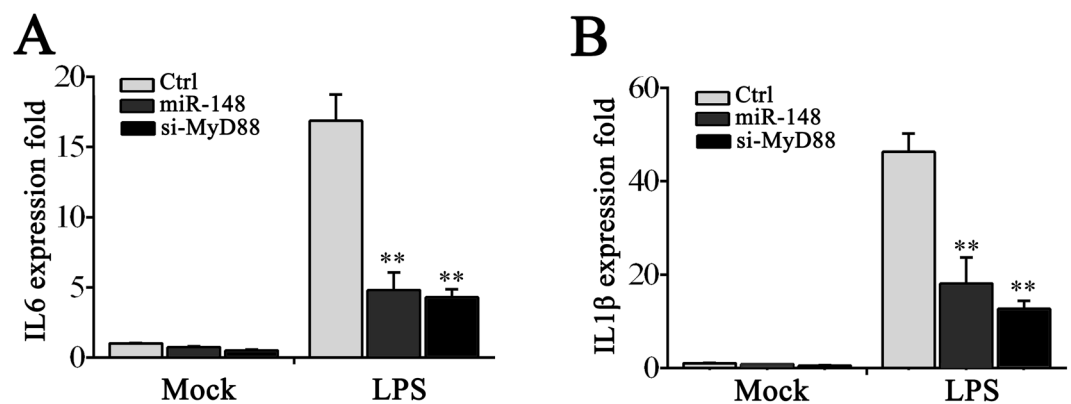 A
IL6 expression fold
20
15
10
5
0
Ctrl
miR-148
si-MyD88
**
**
Mock
LPS
B
IL1β expression fold
60
40
20
0
Ctrl
miR-148
si-MyD88
**
**
Mock
LPS